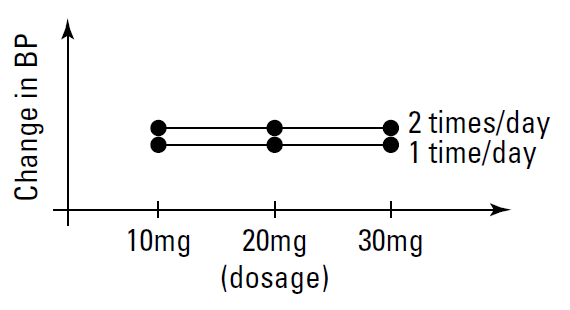 Change in BP
2 times/day
1 time/day
10mg 20mg 30mg
(dosage)